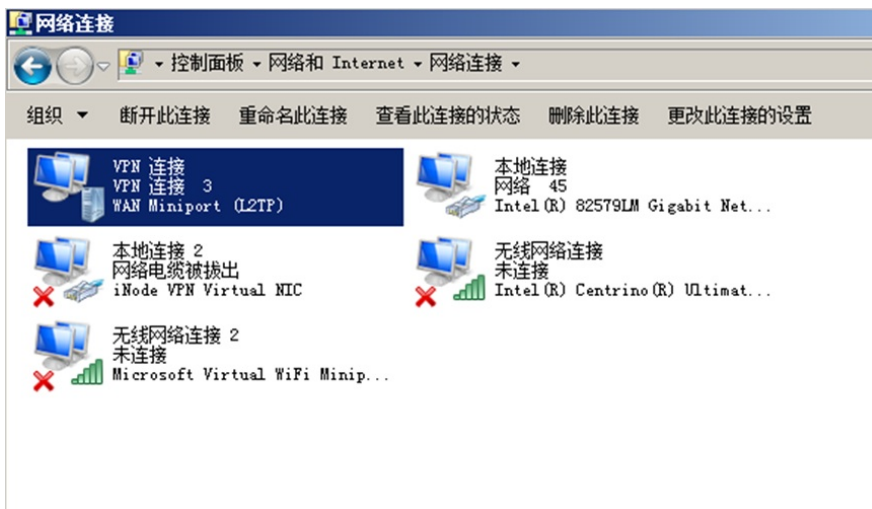 网络连接
控制面板 网络和 Internet 网络连接
组织 断开此连接 重命名此连接 查看此连接的状态 删除此连接 更改此连接的设置
VPN 连接
VPN 连接 3
WAN Miniport (L2TP)
本地连接
网络 45
Intel(R) 82579LM Gigabit Net...
本地连接 2
网络电缆被拔出
iNode VPN Virtual NIC
无线网络连接
未连接
Intel(R) Centrino(R) Ultimat...
无线网络连接 2
未连接
Microsoft Virtual WiFi Minip...